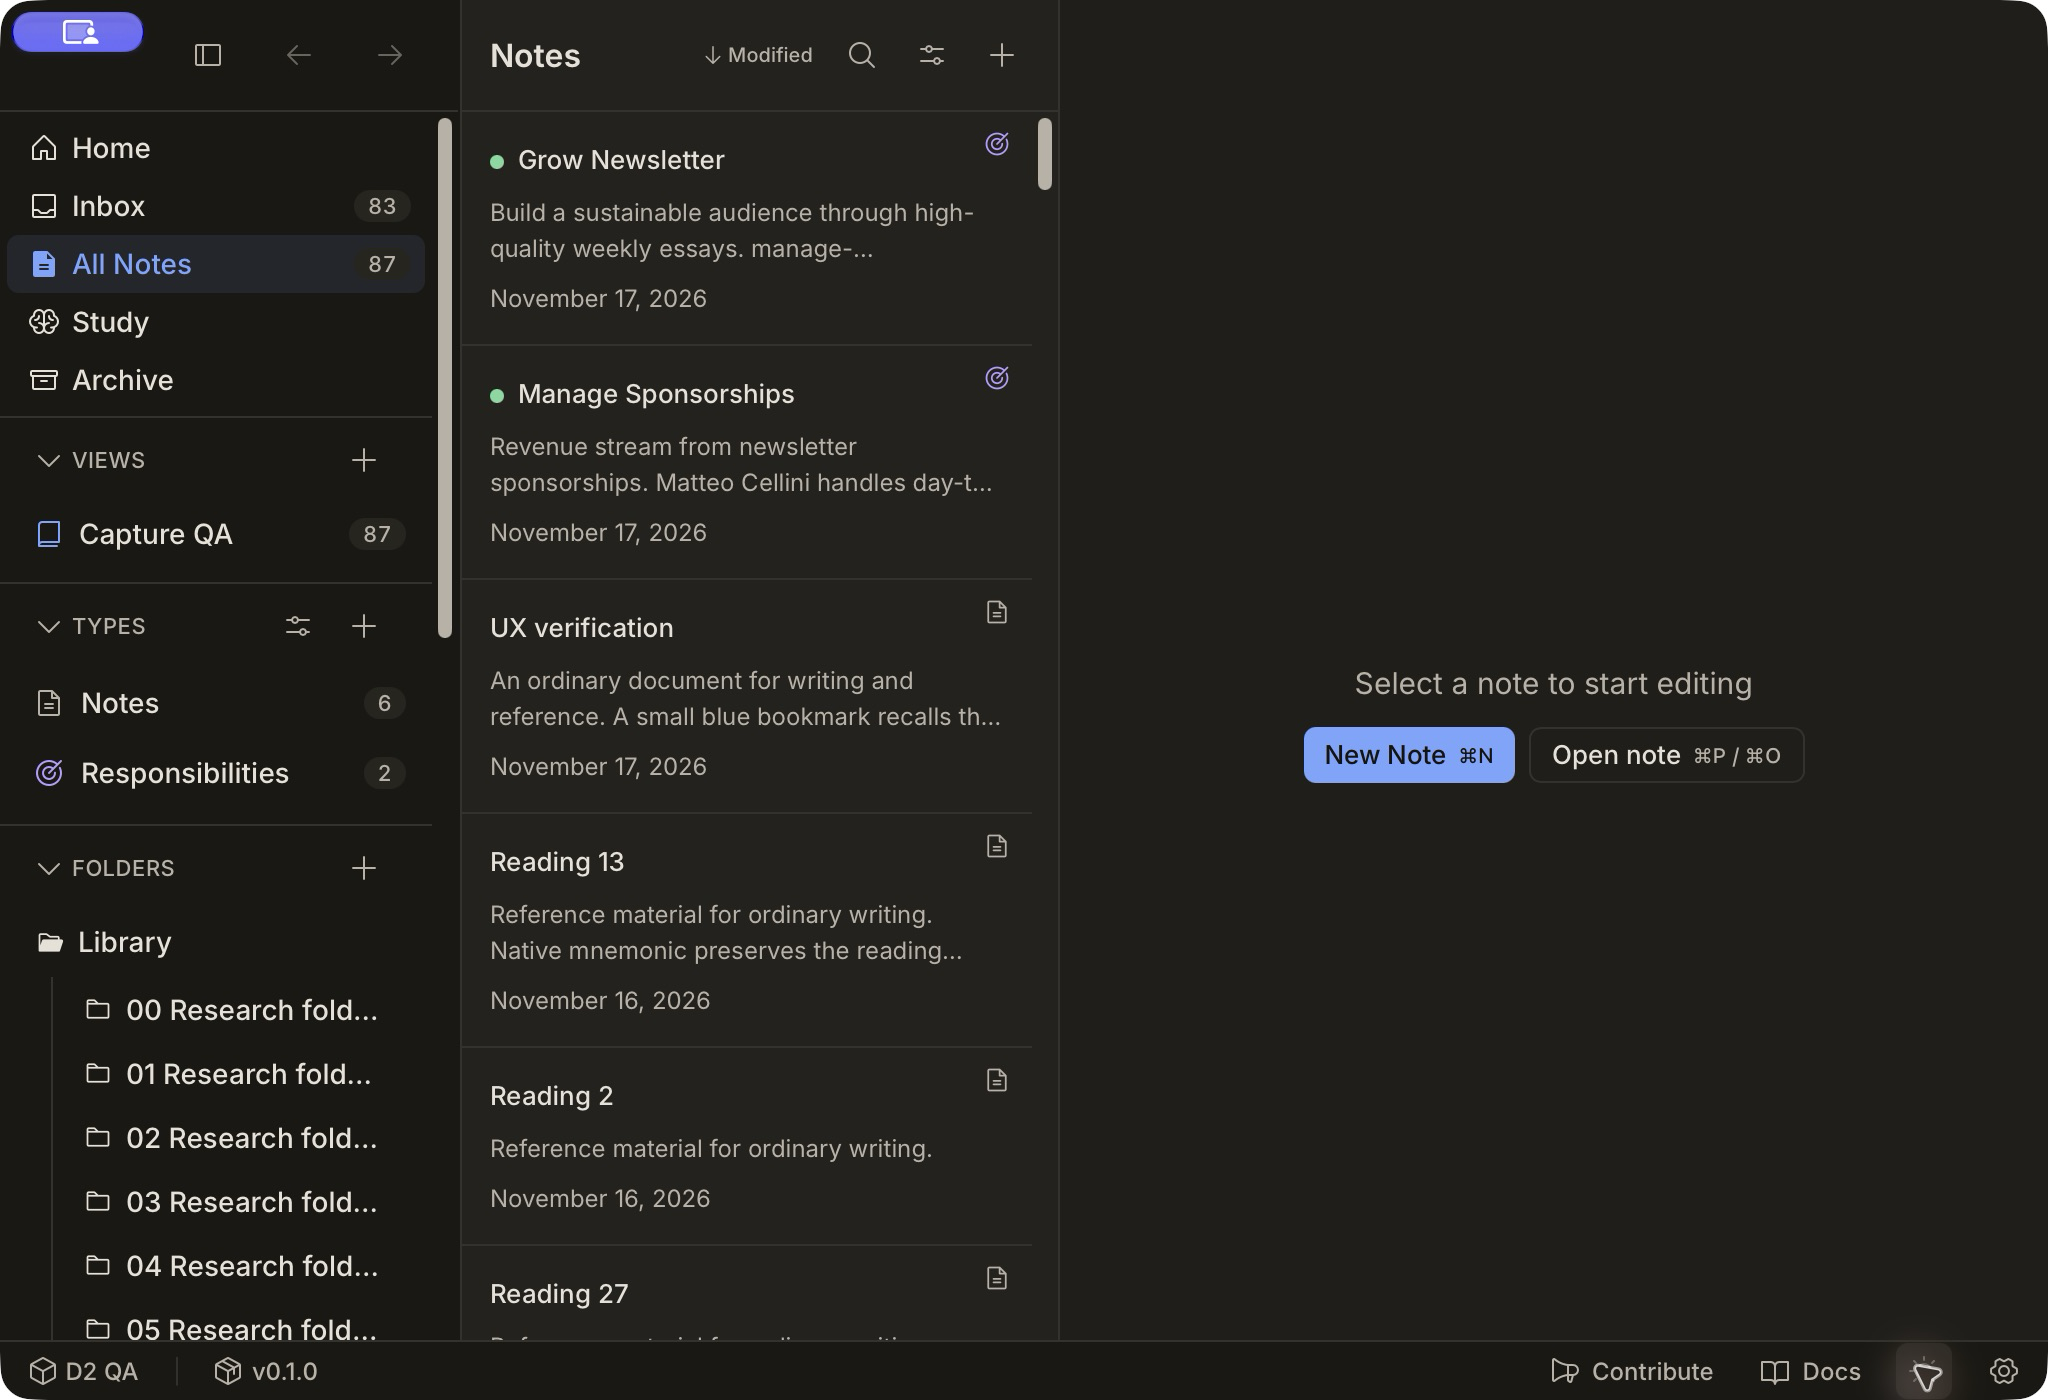 Home
Inbox 83
All Notes 87
Study
Archive
VIEWS
Capture QA 87
TYPES
Notes 6
Responsibilities 2
FOLDERS
Library
00 Research fold...
01 Research fold...
02 Research fold...
03 Research fold...
04 Research fold...
05 Research fold...
Notes
Modified
Grow Newsletter
Build a sustainable audience through high-
quality weekly essays. manage-...
November 17, 2026
Manage Sponsorships
Revenue stream from newsletter
sponsorships. Matteo Cellini handles day-t...
November 17, 2026
UX verification
An ordinary document for writing and
reference. A small blue bookmark recalls th...
November 17, 2026
Reading 13
Reference material for ordinary writing.
Native mnemonic preserves the reading...
November 16, 2026
Reading 2
Reference material for ordinary writing.
November 16, 2026
Reading 27
Select a note to start editing
New Note ⌘N
Open note ⌘P / ⌘O
D2 QA
v0.1.0
Contribute
Docs